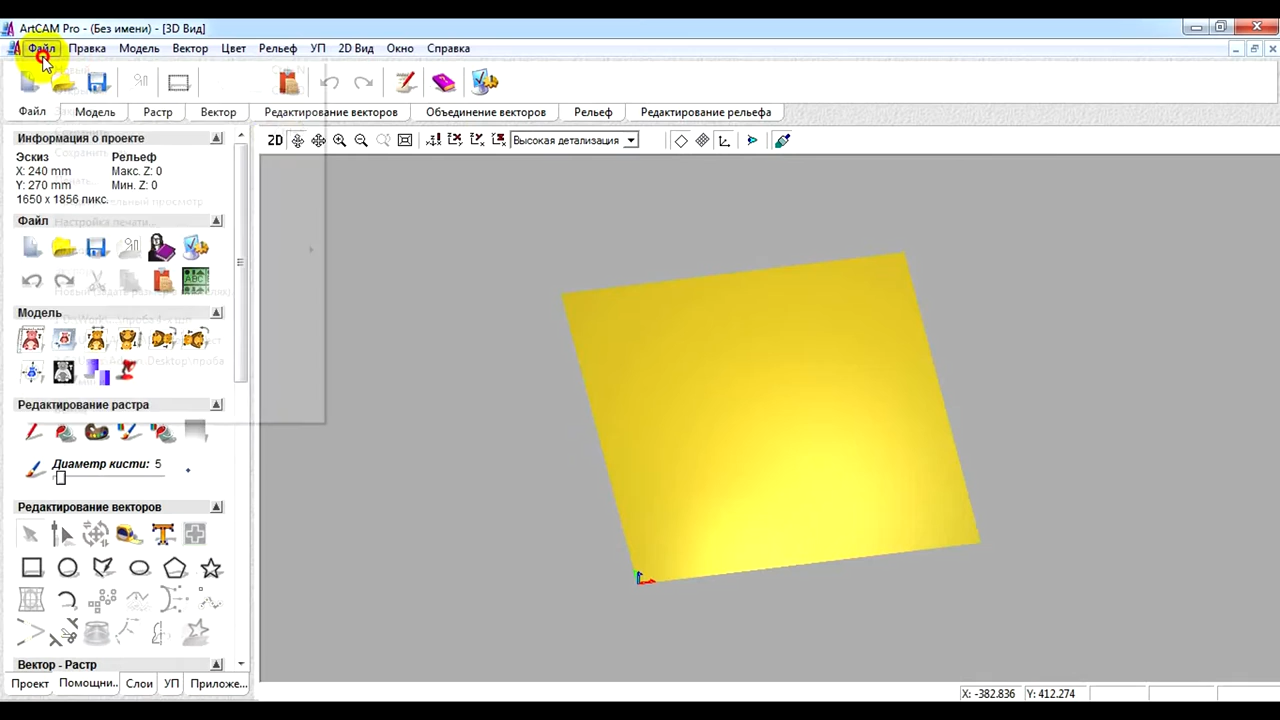 ArtCAM Pro - (Без имени) - [3D Вид]
Файл Правка Модель Вектор Цвет Рельеф УП 2D Вид Окно Справка
Файл Модель Растр Вектор Редактирование векторов Объединение векторов Рельеф Редактирование рельефа
Информация о проекте
2D Высокая детализация
Эскиз Рельеф
X: 240 mm Макс. Z: 0
Y: 270 mm Мин. Z: 0
1650 x 1856 пикс.
Файл
Настройка печати...
Модель
Редактирование растра
Диаметр кисти: 5
Редактирование векторов
Вектор - Растр
Проект Помощни.. Слои УП Приложе...
X: -382.836 Y: 412.274